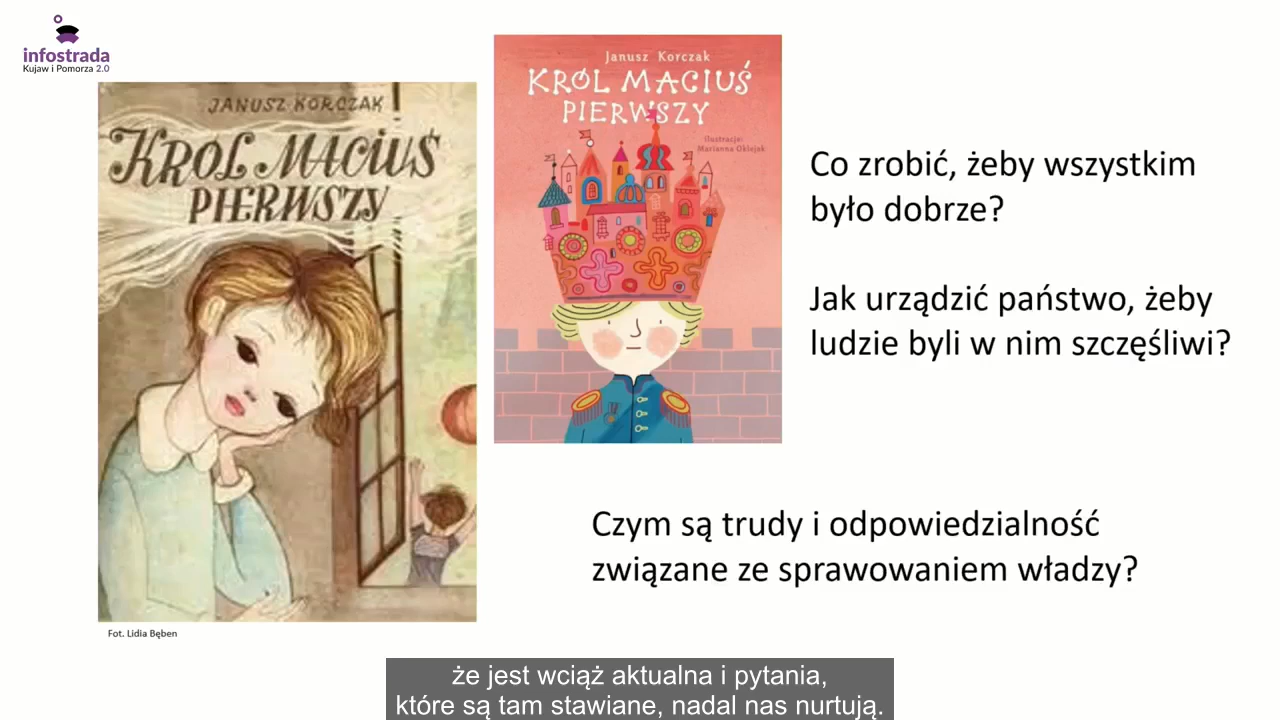 infostrada
Kujaw i Pomorza 2.0
JANUSZ KORCZAK
KRÓL MACIUŚ
PIERWSZY
Fot. Lidia Bęben
Janusz Korczak
KRÓL MACIUŚ
PIERWSZY
ilustracje:
Marianna Oklejak
Co zrobić, żeby wszystkim
było dobrze?
Jak urządzić państwo, żeby
ludzie byli w nim szczęśliwi?
Czym są trudy i odpowiedzialność
związane ze sprawowaniem władzy?
że jest wciąż aktualna i pytania,
które są tam stawiane, nadal nas nurtują.